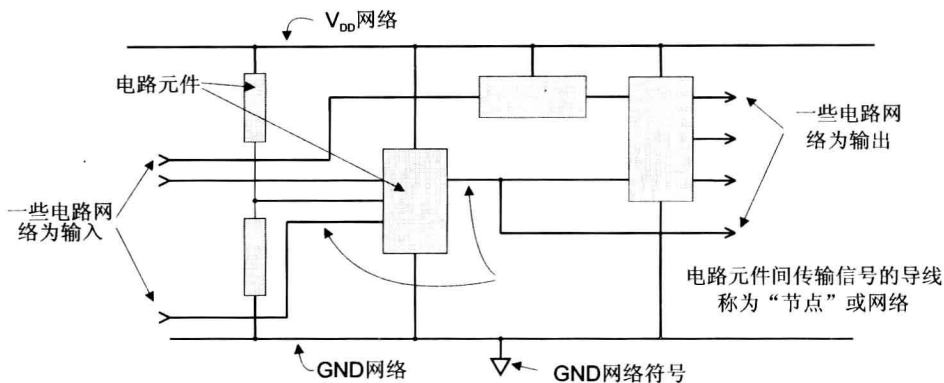 V_DD网络
电路元件
一些电路网
络为输出
一些电路网
络为输入
电路元件间传输信号的导线
称为“节点”或网络
GND网络
GND网络符号